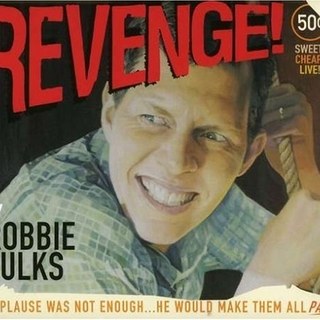 REVENGE!
50¢
SWEET
CHEAP
LIVE!
OBBIE
ULKS
PLAUSE WAS NOT ENOUGH...HE WOULD MAKE THEM ALL PA